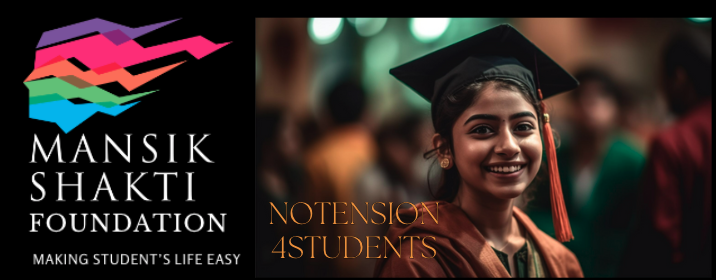 MANSIK
SHAKTI
FOUNDATION
MAKING STUDENT'S LIFE EASY
NOTENSION
4STUDENTS